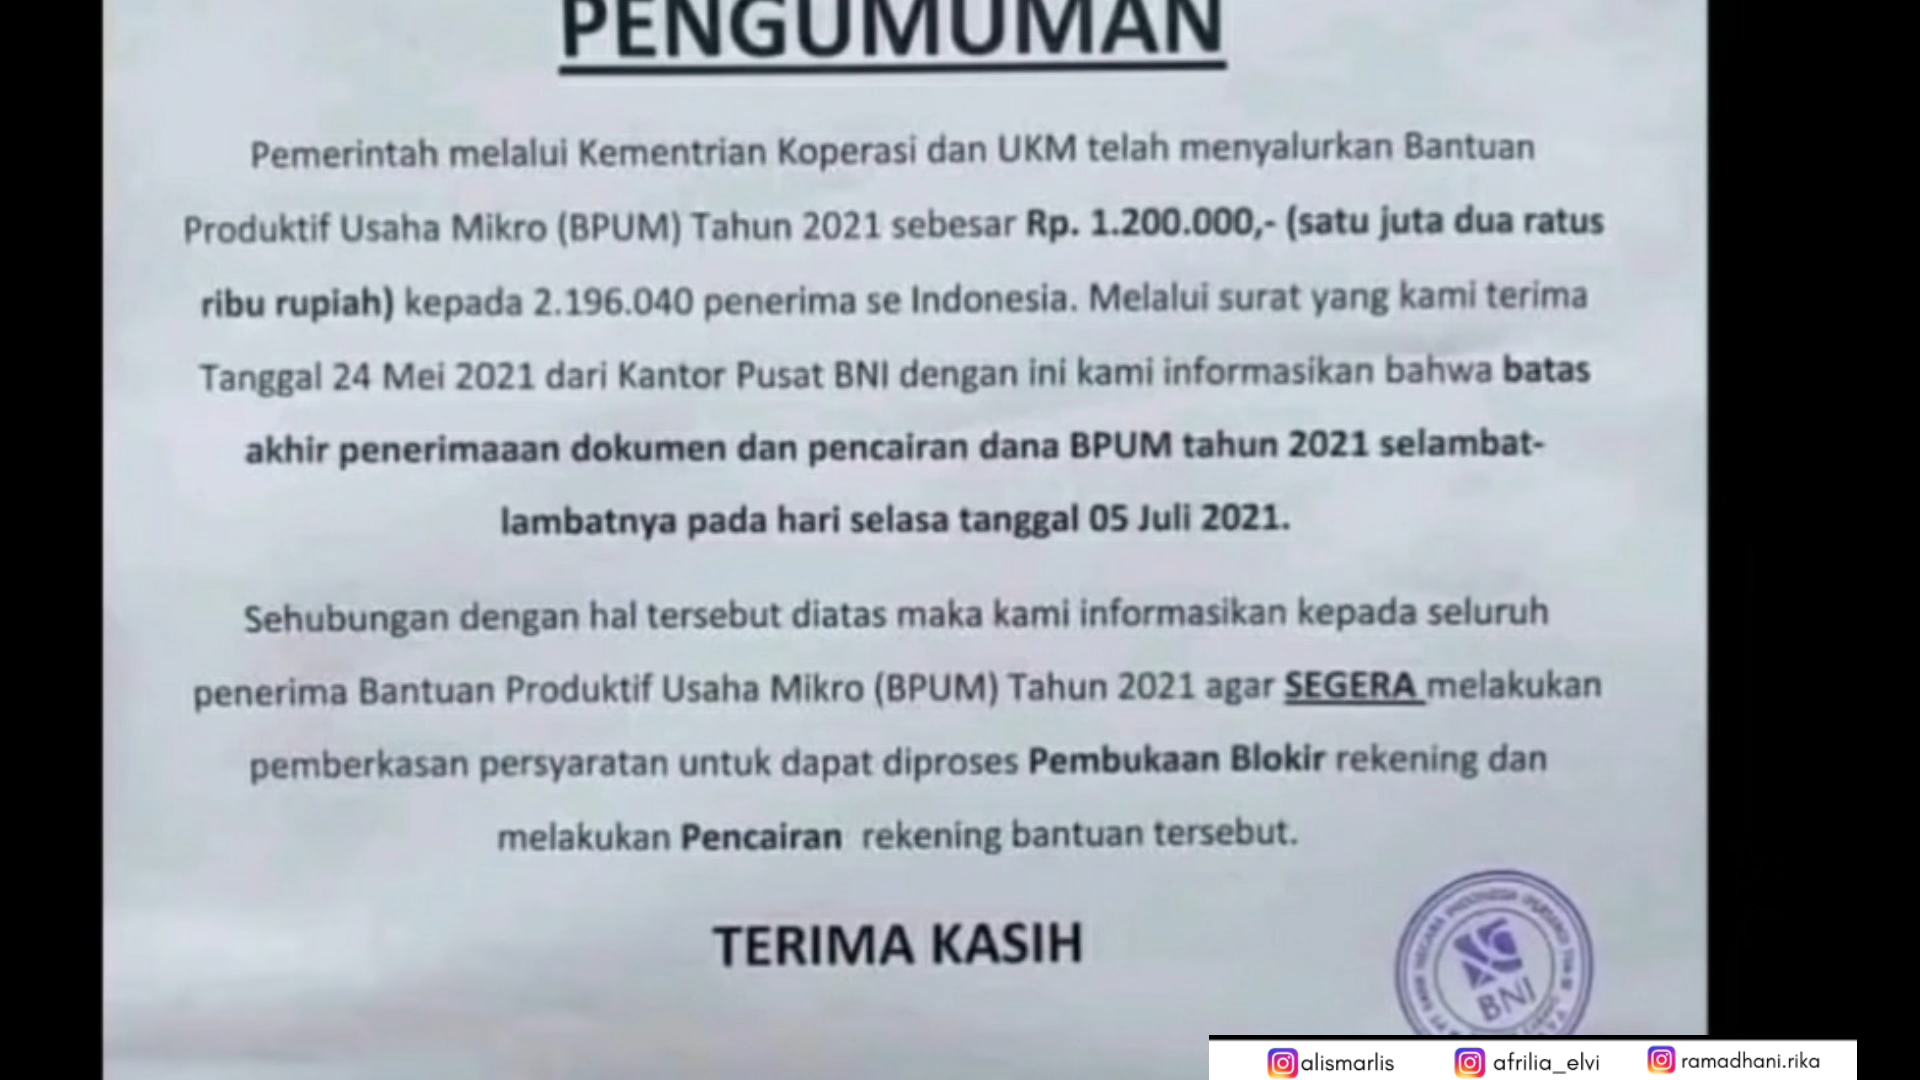 PENGUMUMAN
Pemerintah melalui Kementrian Koperasi dan UKM telah menyalurkan Bantuan
Produktif Usaha Mikro (BPUM) Tahun 2021 sebesar Rp. 1.200.000,- (satu juta dua ratus
ribu rupiah) kepada 2.196.040 penerima se Indonesia. Melalui surat yang kami terima
Tanggal 24 Mei 2021 dari Kantor Pusat BNI dengan ini kami informasikan bahwa batas
akhir penerimaaan dokumen dan pencairan dana BPUM tahun 2021 selambat-
lambatnya pada hari selasa tanggal 05 Juli 2021.
Sehubungan dengan hal tersebut diatas maka kami informasikan kepada seluruh
penerima Bantuan Produktif Usaha Mikro (BPUM) Tahun 2021 agar SEGERA melakukan
pemberkasan persyaratan untuk dapat diproses Pembukaan Blokir rekening dan
melakukan Pencairan rekening bantuan tersebut.
TERIMA KASIH
BNI
alismarlis afrilia_elvi ramadhani.rika